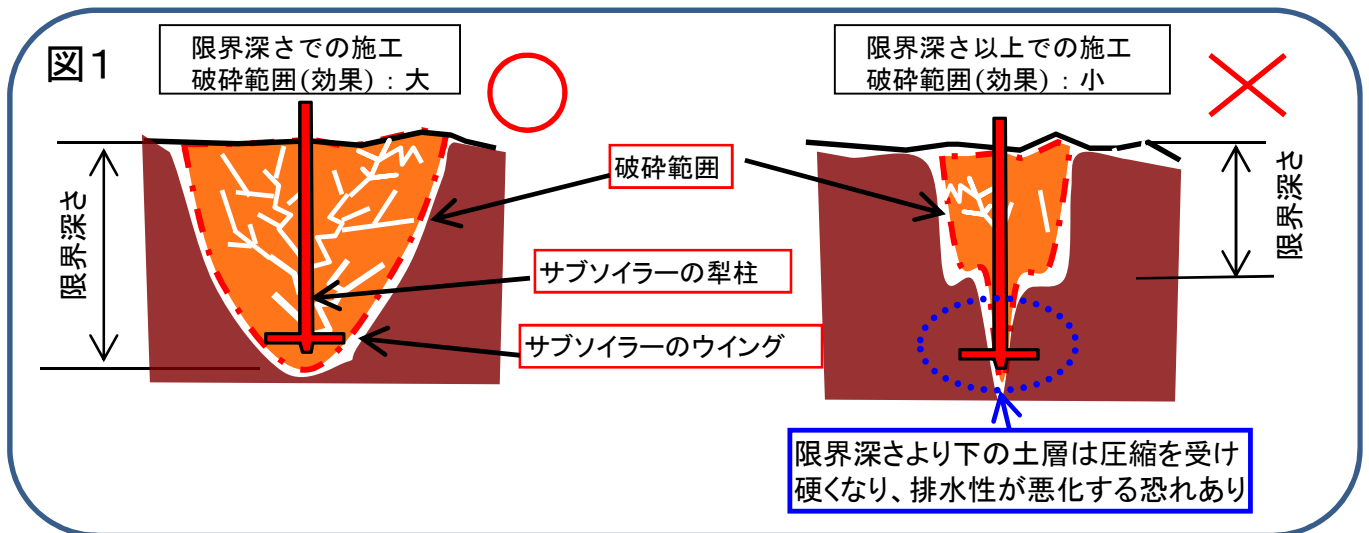 図1
限界深さでの施工
破砕範囲(効果)：大
限界深さ以上での施工
破砕範囲(効果)：小
限界深さ
破砕範囲
サブソイラーの犁柱
サブソイラーのウイング
限界深さ
限界深さより下の土層は圧縮を受け
硬くなり、排水性が悪化する恐れあり